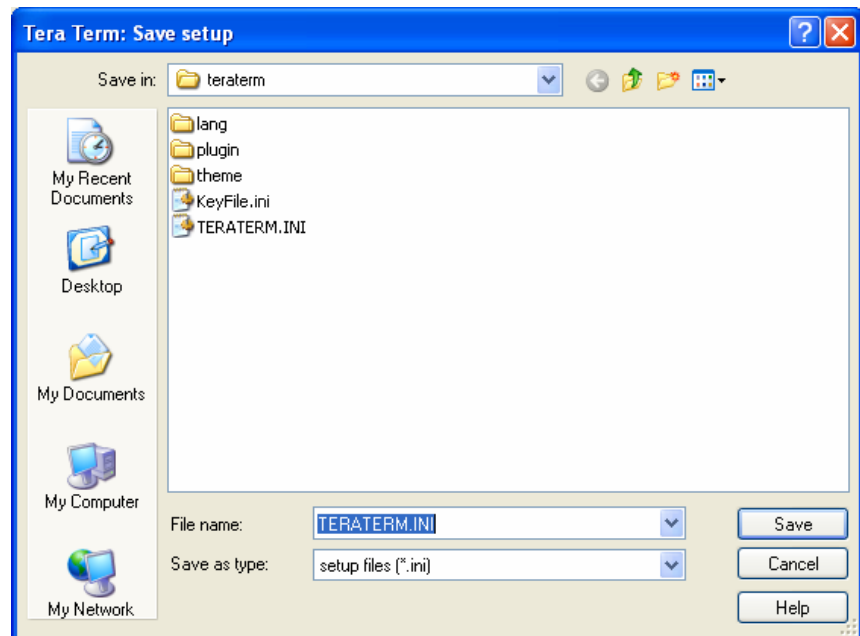 Tera Term: Save setup
Save in:
teraterm
My Recent
Documents
Desktop
My Documents
My Computer
My Network
lang
plugin
theme
KeyFile.ini
TERATERM.INI
File name:
TERATERM.INI
Save
Save as type:
setup files (*.ini)
Cancel
Help